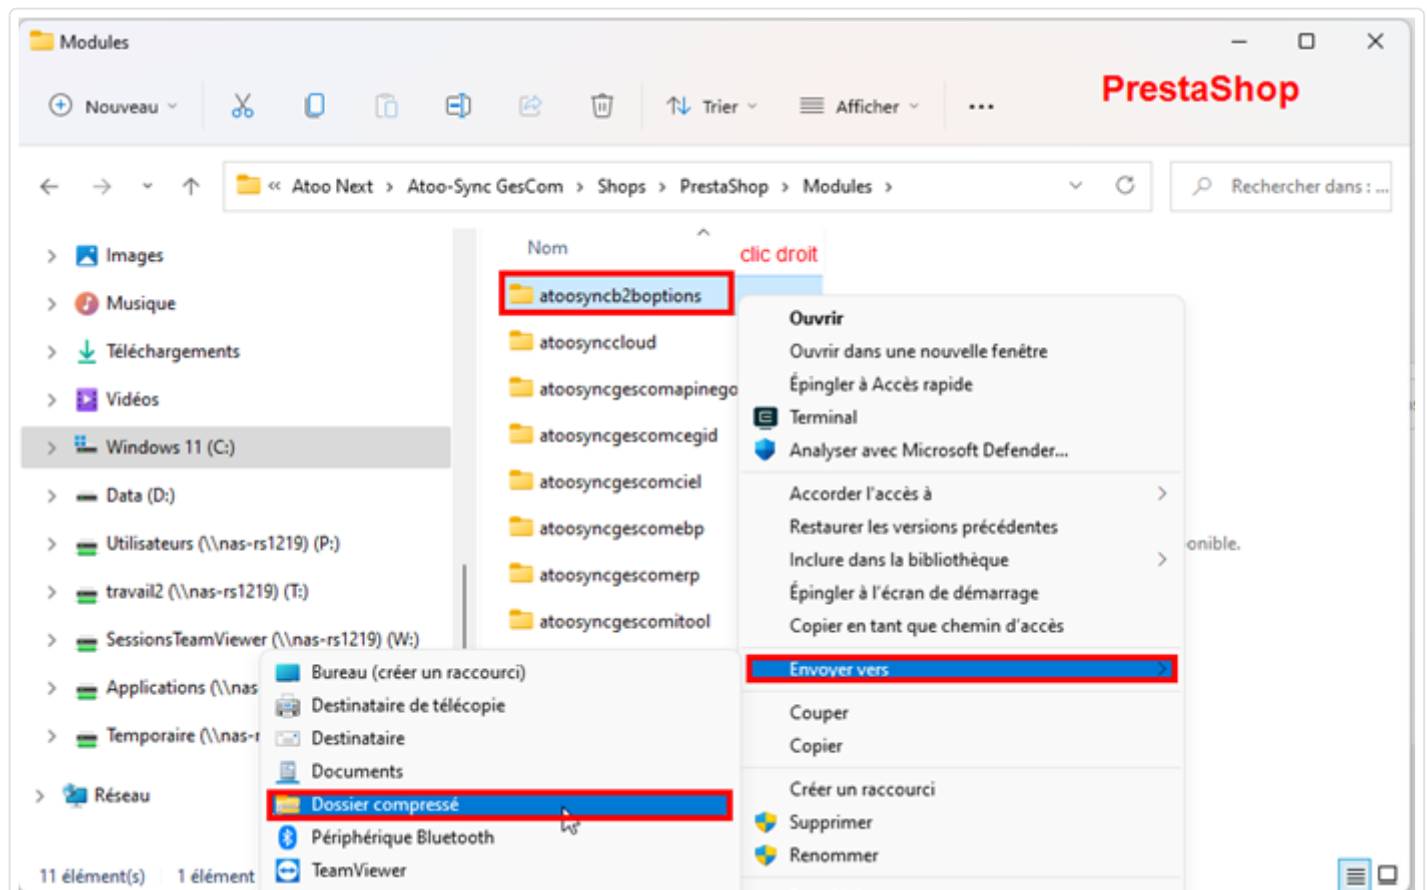 Modules
PrestaShop
Nouveau
Trier
Afficher
« Atoo Next > Atoo-Sync GesCom > Shops > PrestaShop > Modules >
Rechercher dans : ...
Images
Musique
Téléchargements
Vidéos
Windows 11 (C:)
Data (D:)
Utilisateurs (\\nas-rs1219) (P:)
travail2 (\\nas-rs1219) (T:)
SessionsTeamViewer (\\nas-rs1219) (W:)
Applications (\\nas
Temporaire (\\nas-r
Réseau
Nom
clic droit
atoosyncb2boptions
atoosynccloud
atoosyncgescomapinego
atoosyncgescomcegid
atoosyncgescomciel
atoosyncgescomebp
atoosyncgescomerp
atoosyncgescomitool
Ouvrir
Ouvrir dans une nouvelle fenêtre
Épingler à Accès rapide
Terminal
Analyser avec Microsoft Defender...
Accorder l'accès à
Restaurer les versions précédentes
Inclure dans la bibliothèque
Épingler à l'écran de démarrage
Copier en tant que chemin d'accès
Envoyer vers
Couper
Copier
Créer un raccourci
Supprimer
Renommer
onible.
Bureau (créer un raccourci)
Destinataire de télécopie
Destinataire
Documents
Dossier compressé
Périphérique Bluetooth
TeamViewer
11 élément(s)
1 élément